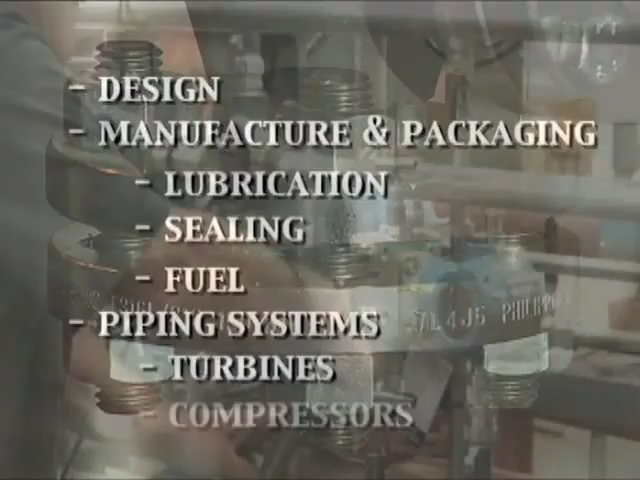 - DESIGN
- MANUFACTURE & PACKAGING
- LUBRICATION
- SEALING
- FUEL
- PIPING SYSTEMS
- TURBINES
- COMPRESSORS